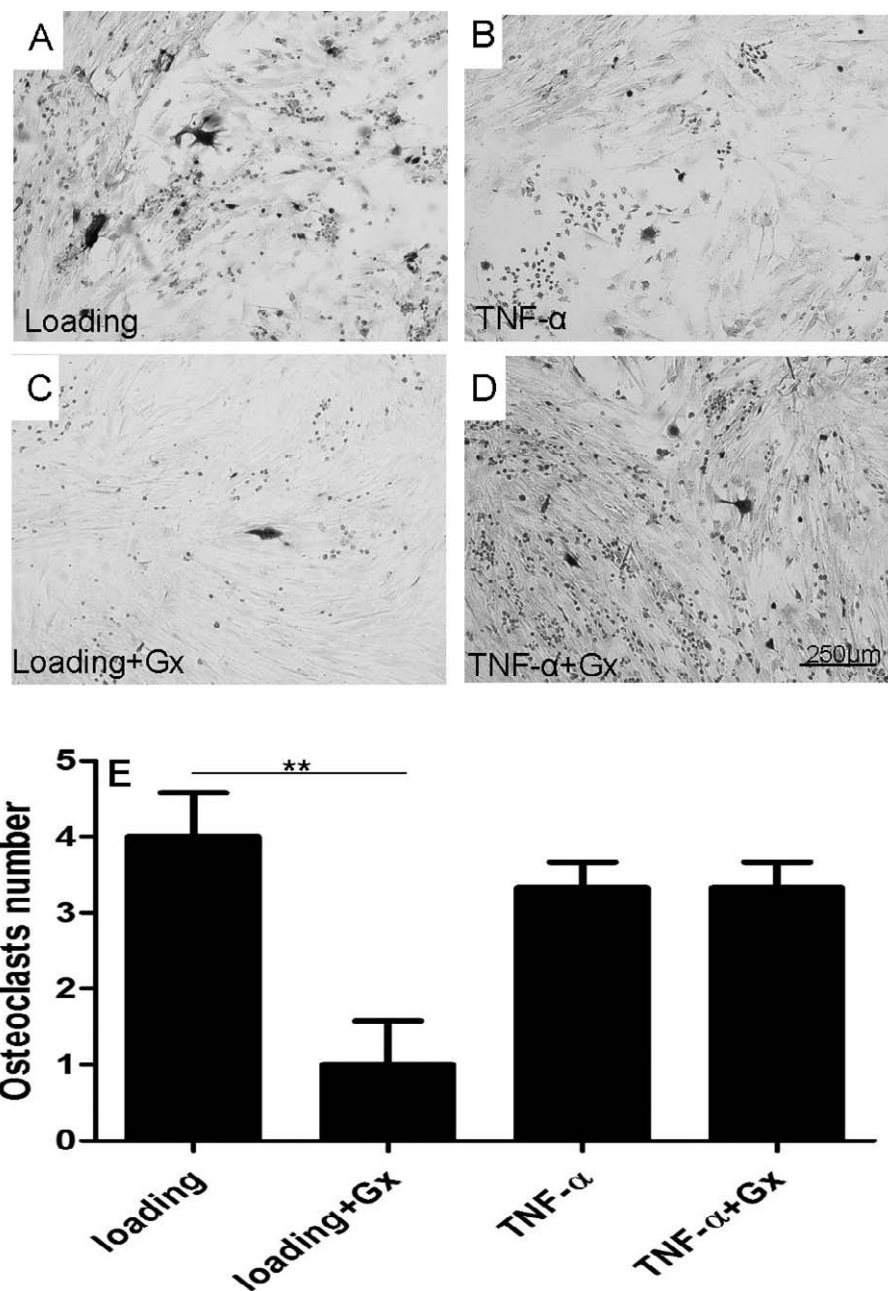 A
B
Loading
TNF-α
C
D
Loading+Gx
TNF-α+Gx
250μm
E
**
Osteoclasts number
5
4
3
2
1
0
loading
loading+Gx
TNF-α
TNF-α+Gx